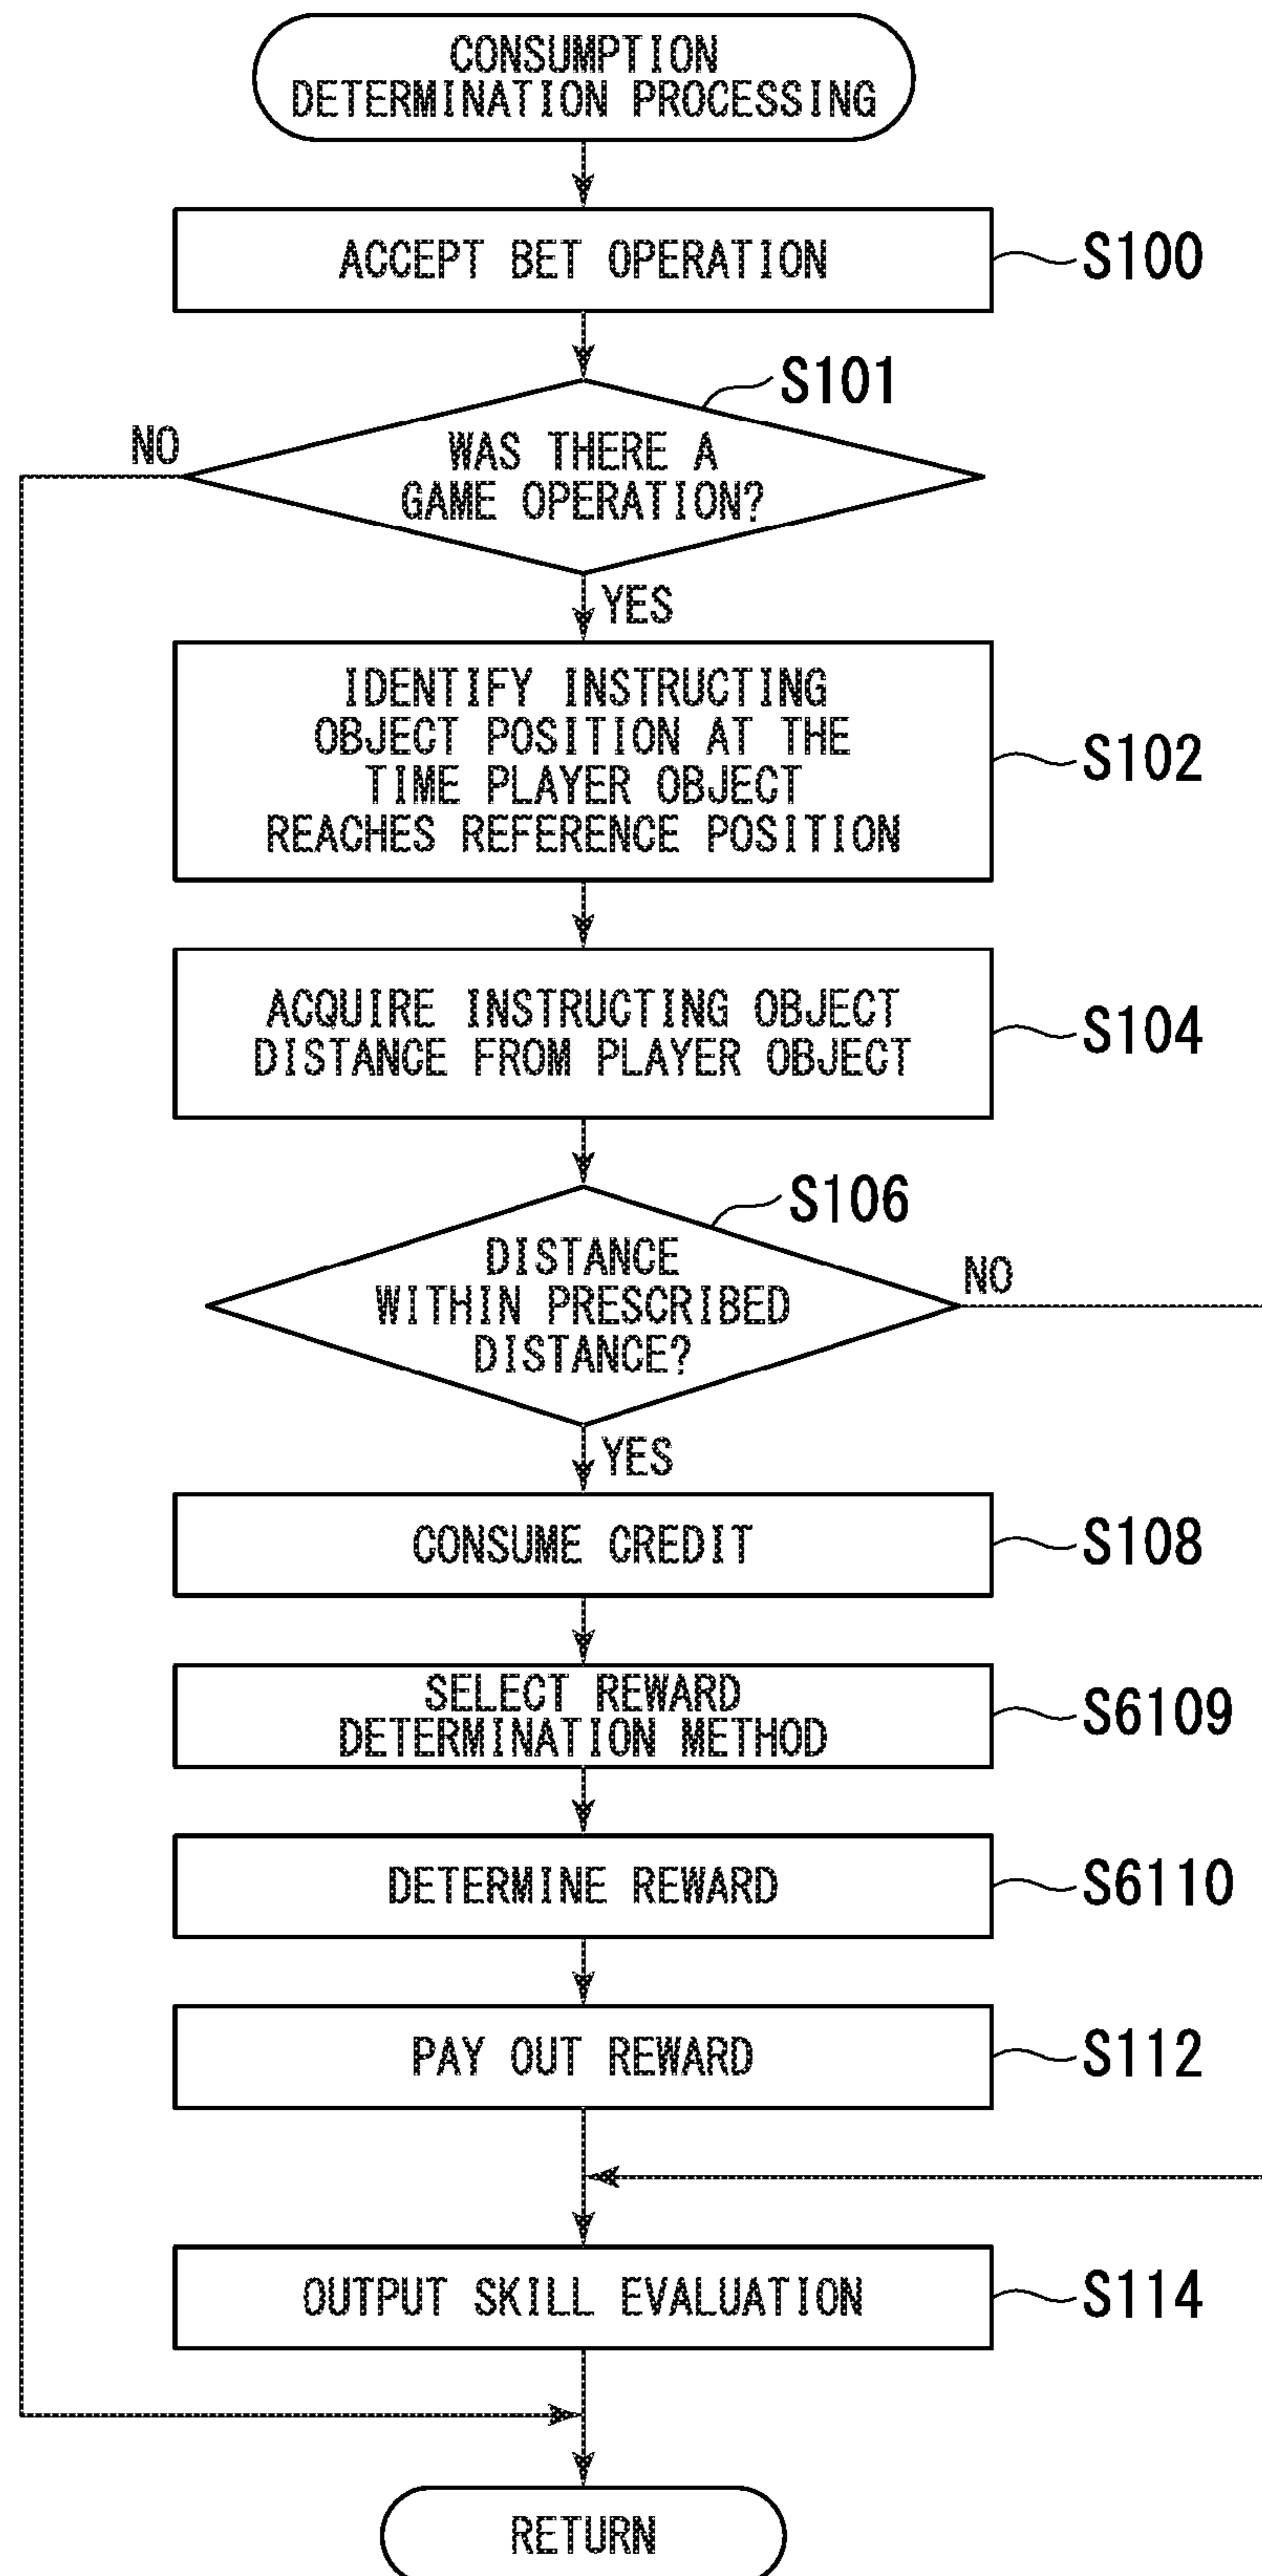 CONSUMPTION
DETERMINATION PROCESSING
ACCEPT BET OPERATION
S100
S101
NO
WAS THERE A
GAME OPERATION?
YES
IDENTIFY INSTRUCTING
OBJECT POSITION AT THE
TIME PLAYER OBJECT
REACHES REFERENCE POSITION
S102
ACQUIRE INSTRUCTING OBJECT
DISTANCE FROM PLAYER OBJECT
S104
S106
DISTANCE
WITHIN PRESCRIBED
DISTANCE?
NO
YES
CONSUME CREDIT
S108
SELECT REWARD
DETERMINATION METHOD
S6109
DETERMINE REWARD
S6110
PAY OUT REWARD
S112
OUTPUT SKILL EVALUATION
S114
RETURN